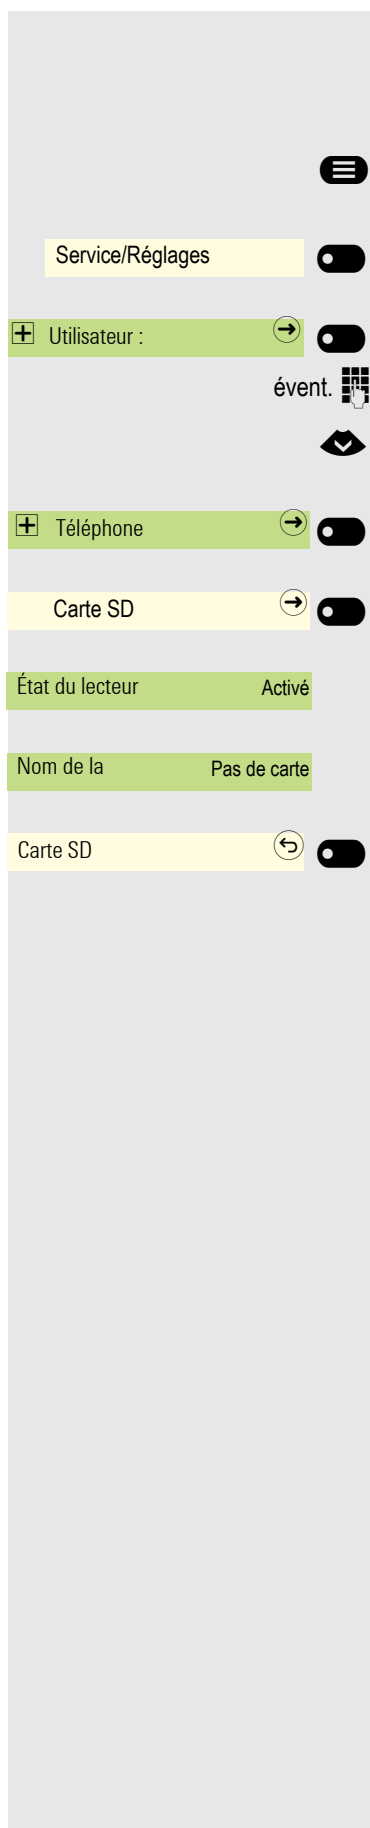 Service/Réglages
Utilisateur :
évent.
Téléphone
Carte SD
État du lecteur Activé
Nom de la Pas de carte
Carte SD